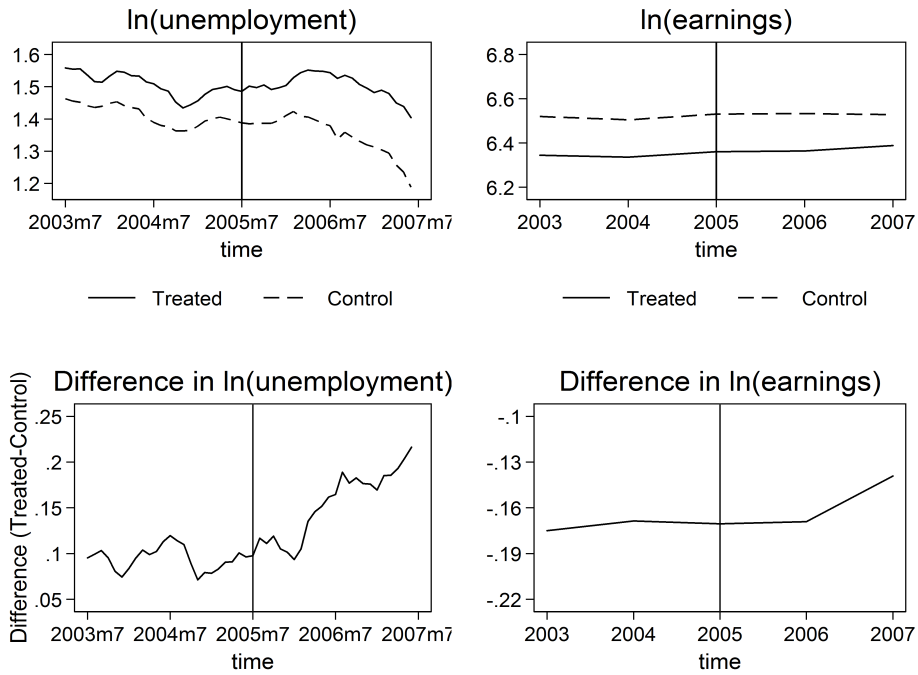 ln(unemployment)
1.6
1.5
1.4
1.3
1.2
2003m7 2004m7 2005m7 2006m7 2007m7
time
Treated Control
ln(earnings)
6.8
6.6
6.4
6.2
2003 2004 2005 2006 2007
time
Treated Control
Difference in ln(unemployment)
Difference (Treated-Control)
.25
.2
.15
.1
.05
2003m7 2004m7 2005m7 2006m7 2007m7
time
Difference in ln(earnings)
-.1
-.13
-.16
-.19
-.22
2003 2004 2005 2006 2007
time